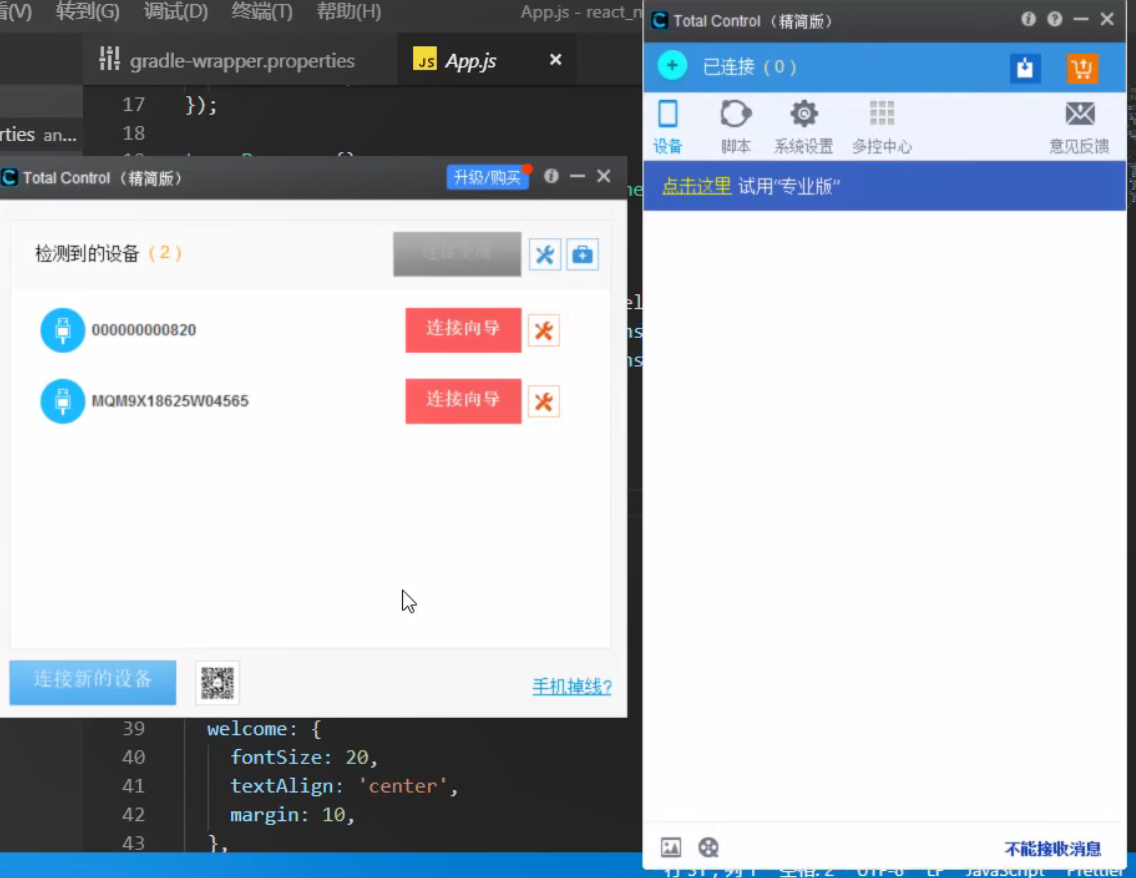 看(V) 转到(G) 调试(D) 终端(T) 帮助(H) App.js - react_n
gradle-wrapper.properties
JS App.js
rties an...
17 });
18
Total Control（精简版）
升级/购买
检测到的设备（2）
连接全部
000000000820
连接向导
MQM9X18625W04565
连接向导
连接新的设备
手机掉线?
39 welcome: {
40 fontSize: 20,
41 textAlign: 'center',
42 margin: 10,
43 },
Total Control（精简版）
已连接（0）
设备 脚本 系统设置 多控中心 意见反馈
点击这里 试用“专业版”
不能接收消息
JavaScript Prettier